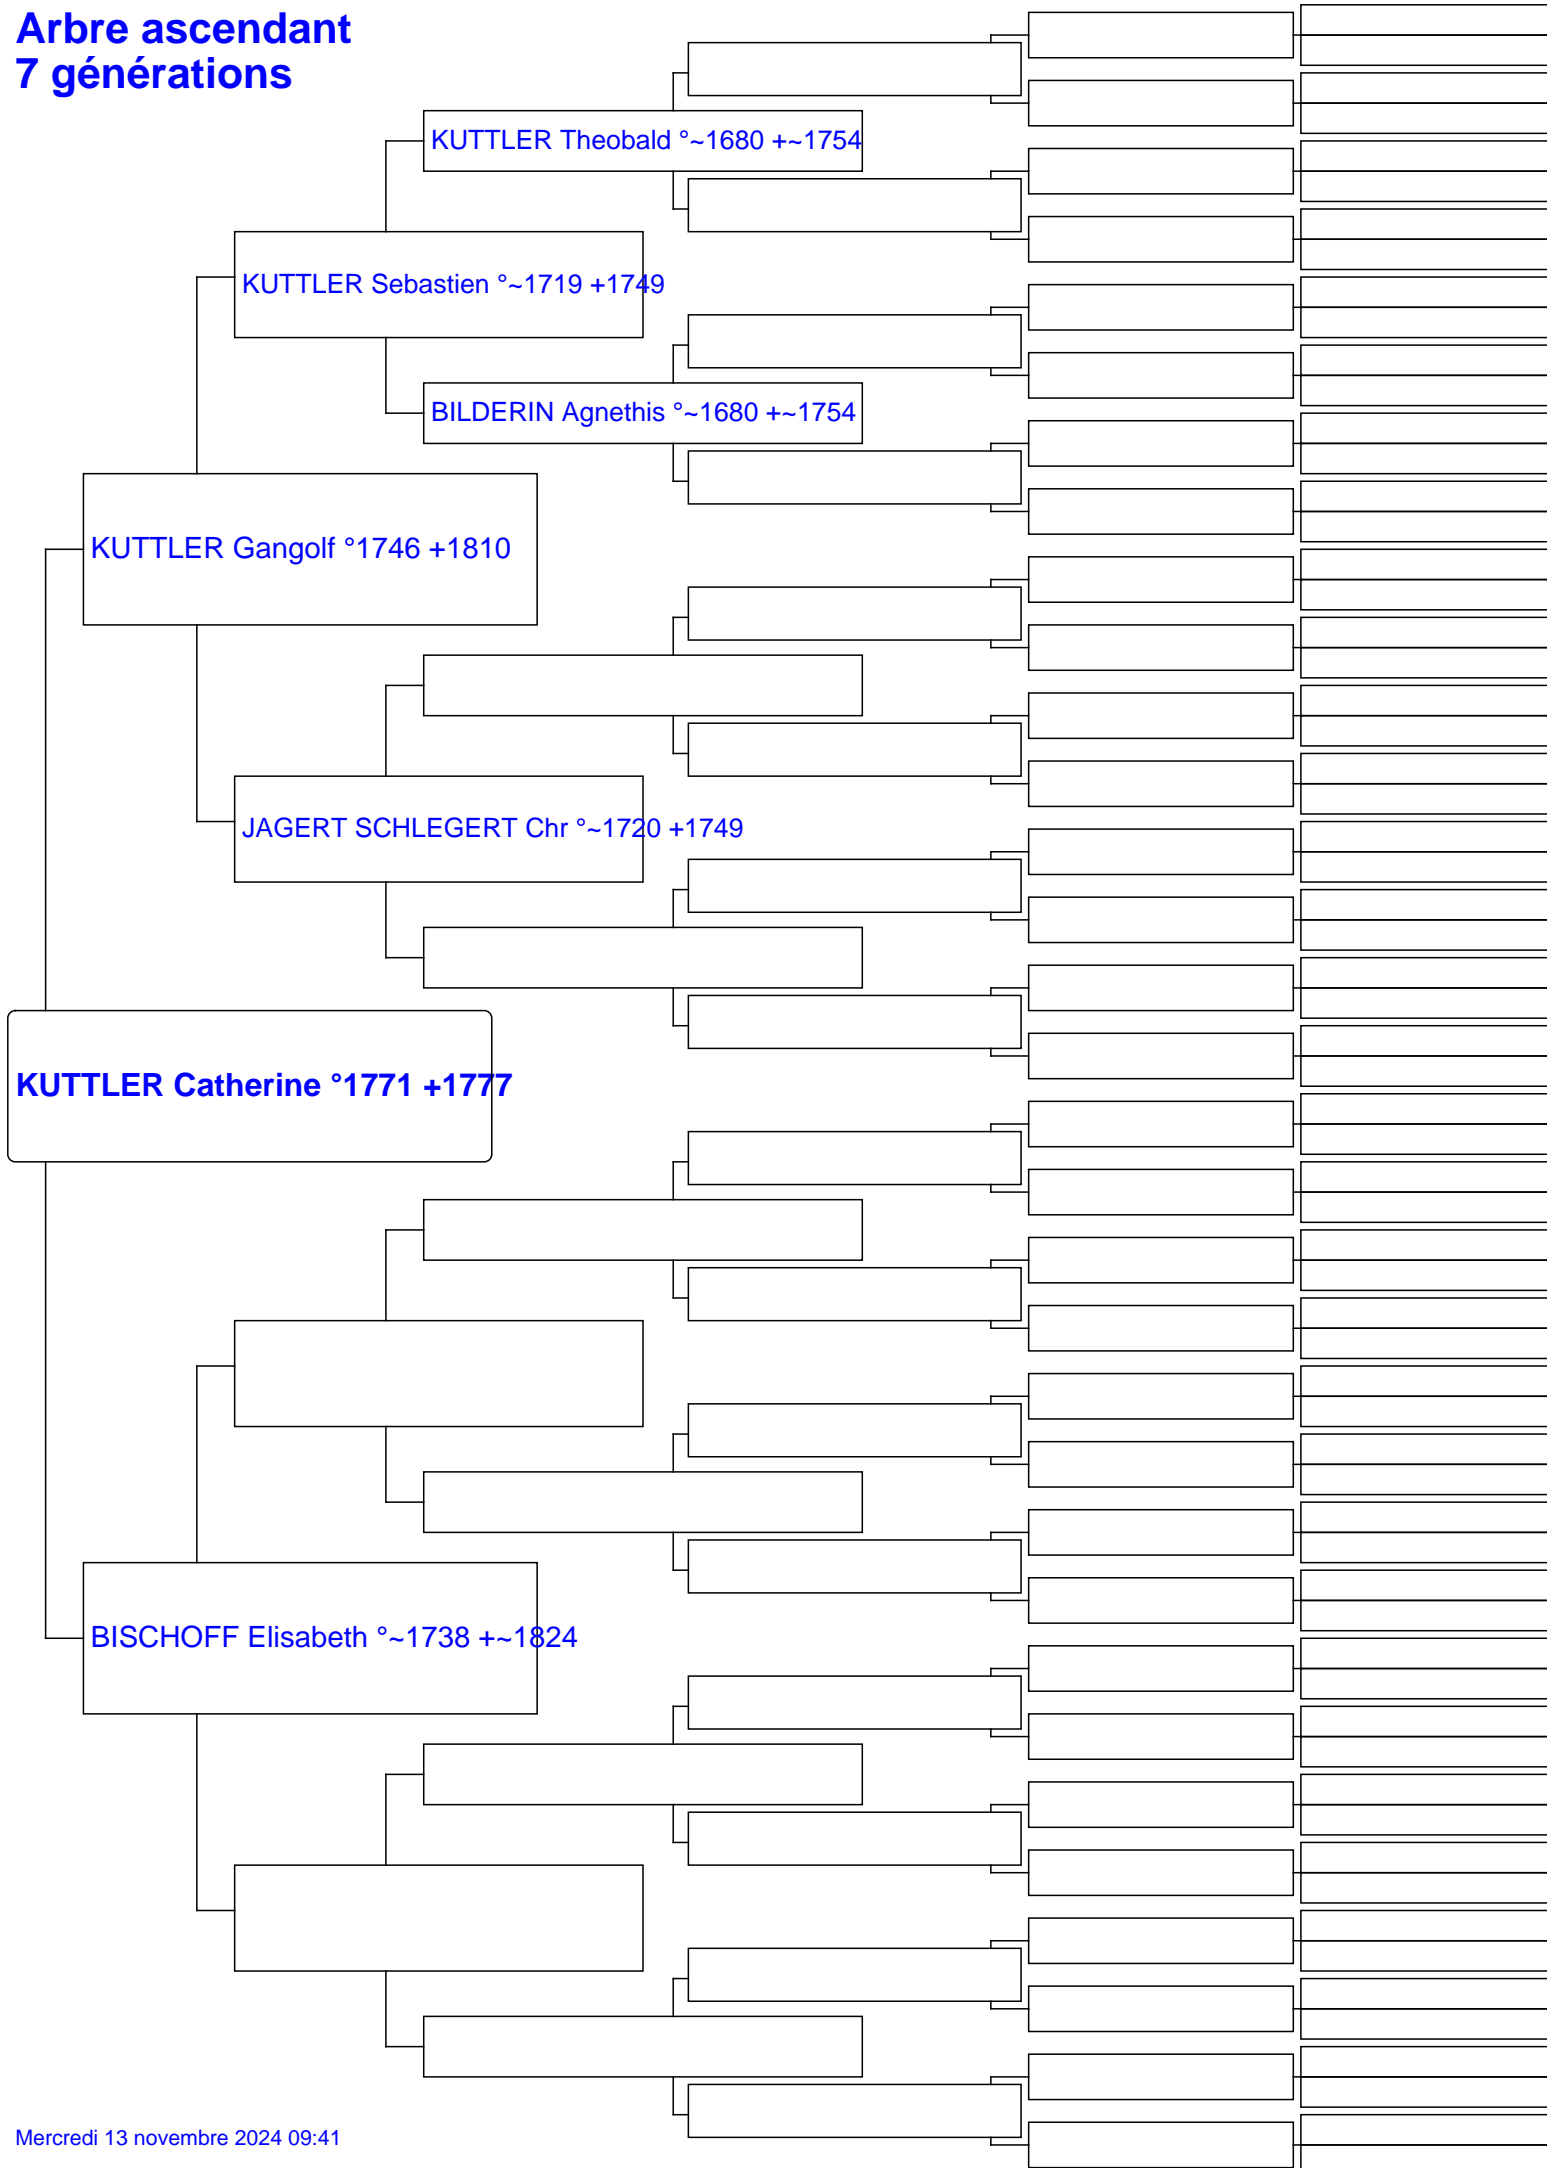 Arbre ascendant
7 générations
KUTTLER Theobald °~1680 +~1754
KUTTLER Sebastien °~1719 +1749
BILDERIN Agnethis °~1680 +~1754
KUTTLER Gangolf °1746 +1810
JAGERT SCHLEGERT Chr °~1720 +1749
KUTTLER Catherine °1771 +1777
BISCHOFF Elisabeth °~1738 +~1824
Mercredi 13 novembre 2024 09:41